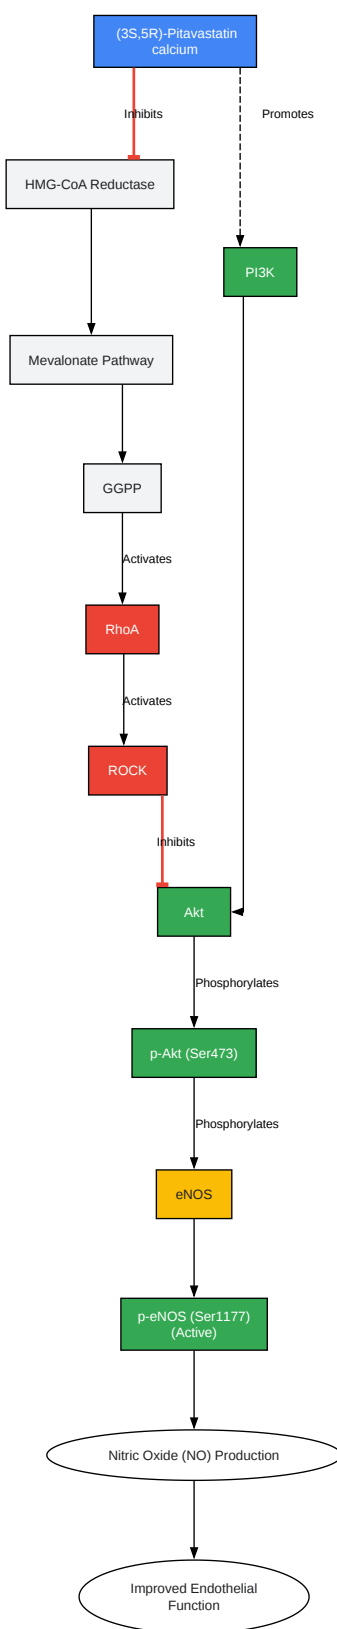 (3S,5R)-Pitavastatin
calcium
Inhibits
Promotes
HMG-CoA Reductase
PI3K
Mevalonate Pathway
GGPP
Activates
RhoA
Activates
ROCK
Inhibits
Akt
Phosphorylates
p-Akt (Ser473)
Phosphorylates
eNOS
p-eNOS (Ser1177)
(Active)
Nitric Oxide (NO) Production
Improved Endothelial
Function